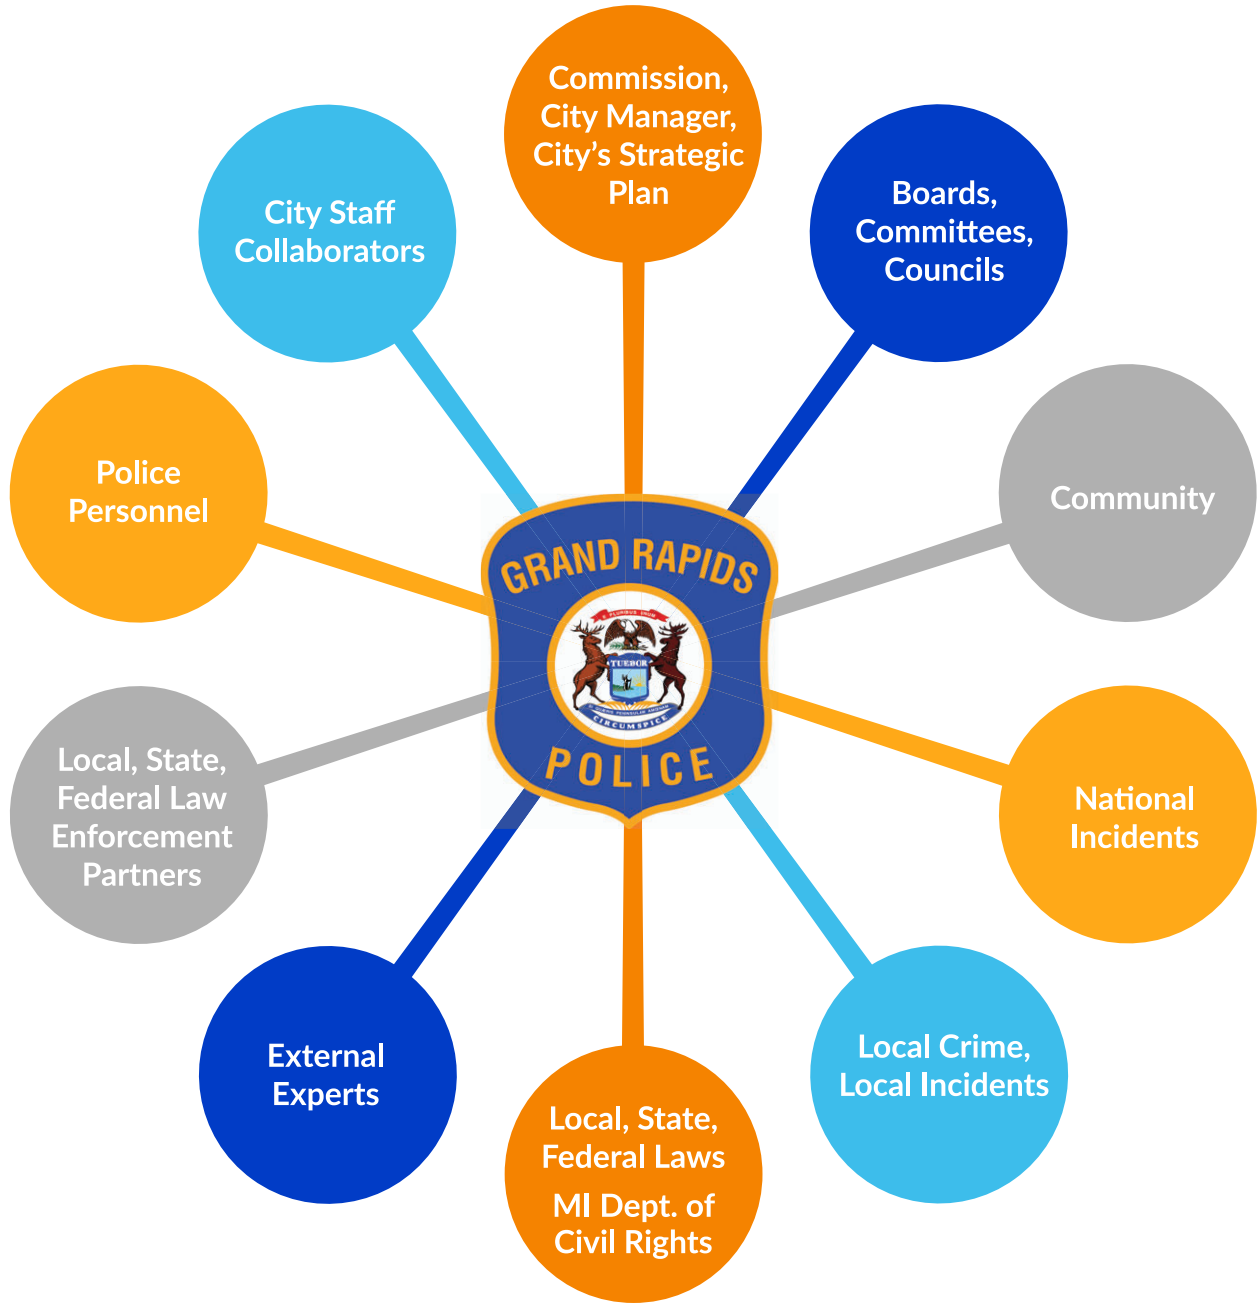 Commission,
City Manager,
City’s Strategic
Plan
Boards,
Committees,
Councils
Community
National
Incidents
Local Crime,
Local Incidents
Local, State,
Federal Laws
MI Dept. of
Civil Rights
External
Experts
Local, State,
Federal Law
Enforcement
Partners
Police
Personnel
City Staff
Collaborators
GRAND RAPIDS
E PLURIBUS UNUM
TUEBOR
CIRCUMSPICE
POLICE